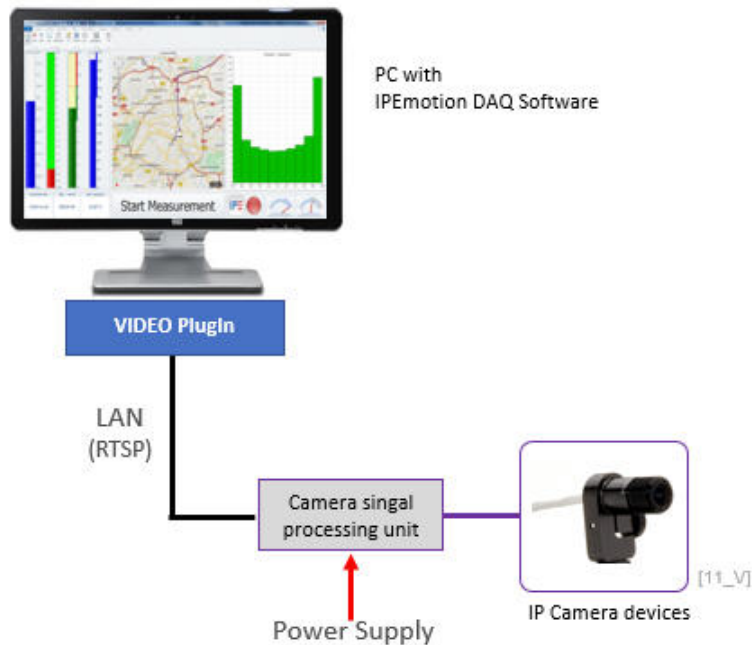 PC with
IPEmotion DAQ Software
Start Measurement
IPE
VIDEO PlugIn
LAN
(RTSP)
Camera singal
processing unit
[11_V]
IP Camera devices
Power Supply